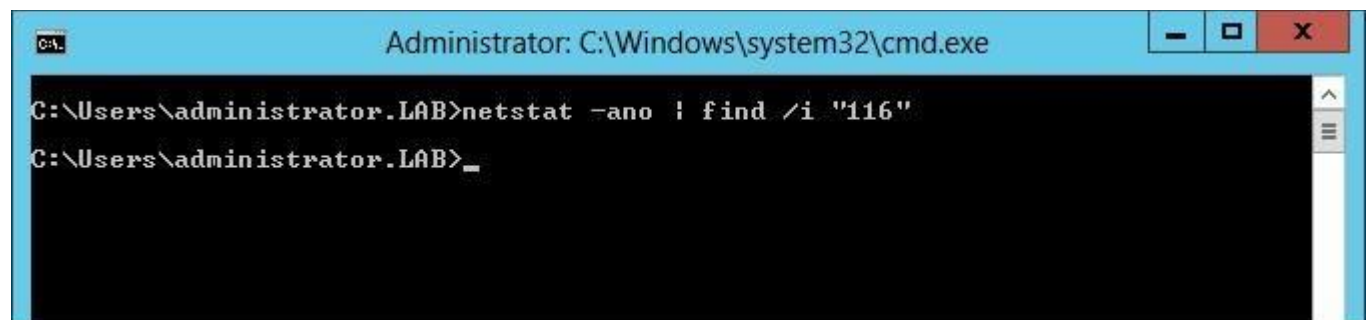 Administrator: C:\Windows\system32\cmd.exe
C:\Users\administrator.LAB>netstat -ano | find /i "116"
C:\Users\administrator.LAB>_